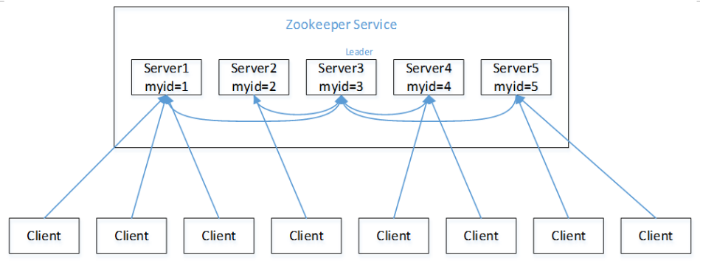 Zookeeper Service
Leader
Server1
myid=1
Server2
myid=2
Server3
myid=3
Server4
myid=4
Server5
myid=5
Client
Client
Client
Client
Client
Client
Client
Client